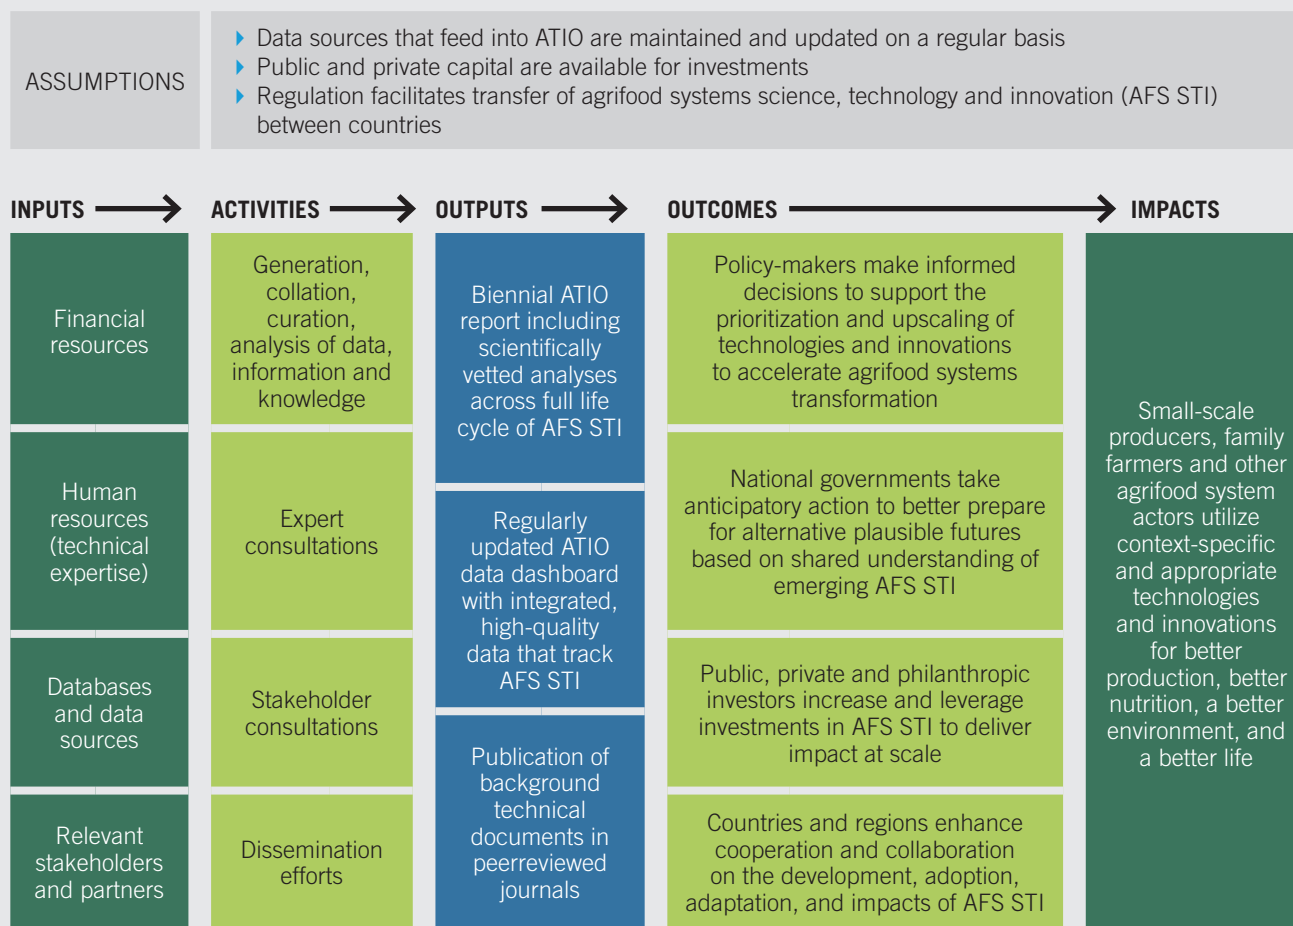 ASSUMPTIONS
Data sources that feed into ATIO are maintained and updated on a regular basis
Public and private capital are available for investments
Regulation facilitates transfer of agrifood systems science, technology and innovation (AFS STI)
between countries
INPUTS
ACTIVITIES
OUTPUTS
OUTCOMES
IMPACTS
Financial
resources
Human
resources
(technical
expertise)
Databases
and data
sources
Relevant
stakeholders
and partners
Generation,
collation,
curation,
analysis of data,
information and
knowledge
Expert
consultations
Stakeholder
consultations
Dissemination
efforts
Biennial ATIO
report including
scientifically
vetted analyses
across full life
cycle of AFS STI
Regularly
updated ATIO
data dashboard
with integrated,
high-quality
data that track
AFS STI
Publication of
background
technical
documents in
peerreviewed
journals
Policy-makers make informed
decisions to support the
prioritization and upscaling of
technologies and innovations
to accelerate agrifood systems
transformation
National governments take
anticipatory action to better prepare
for alternative plausible futures
based on shared understanding of
emerging AFS STI
Public, private and philanthropic
investors increase and leverage
investments in AFS STI to deliver
impact at scale
Countries and regions enhance
cooperation and collaboration
on the development, adoption,
adaptation, and impacts of AFS STI
Small-scale
producers, family
farmers and other
agrifood system
actors utilize
context-specific
and appropriate
technologies
and innovations
for better
production, better
nutrition, a better
environment, and
a better life